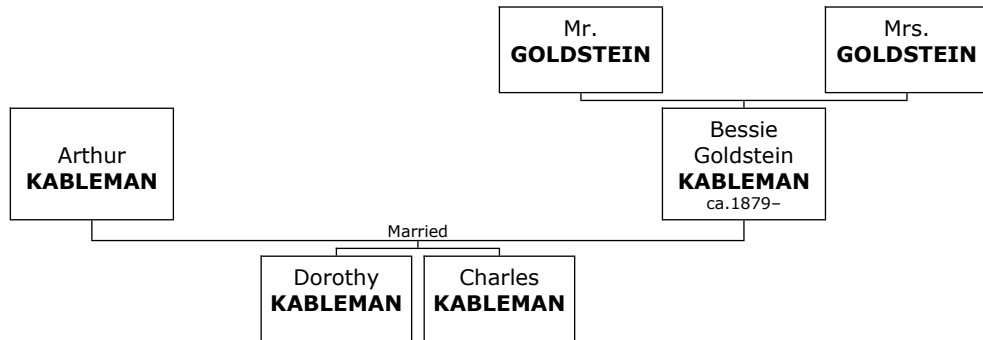 Mr.
GOLDSTEIN
Mrs.
GOLDSTEIN
Arthur
KABLEMAN
Bessie
Goldstein
KABLEMAN
ca.1879–
Married
Dorothy
KABLEMAN
Charles
KABLEMAN